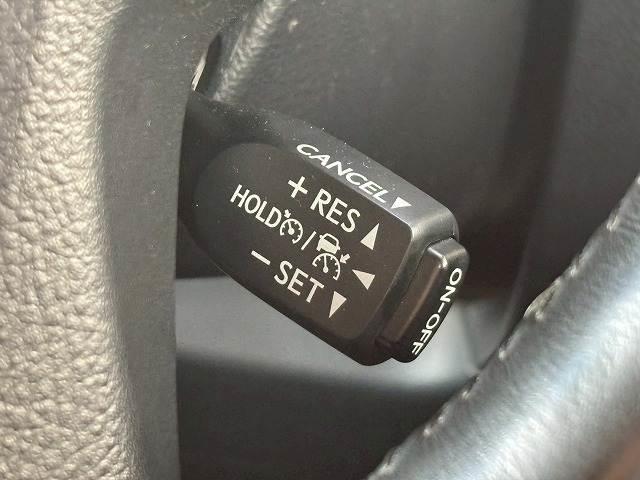 CANCEL▼
+ RES ▲
HOLD /
− SET ▼
ON-OFF